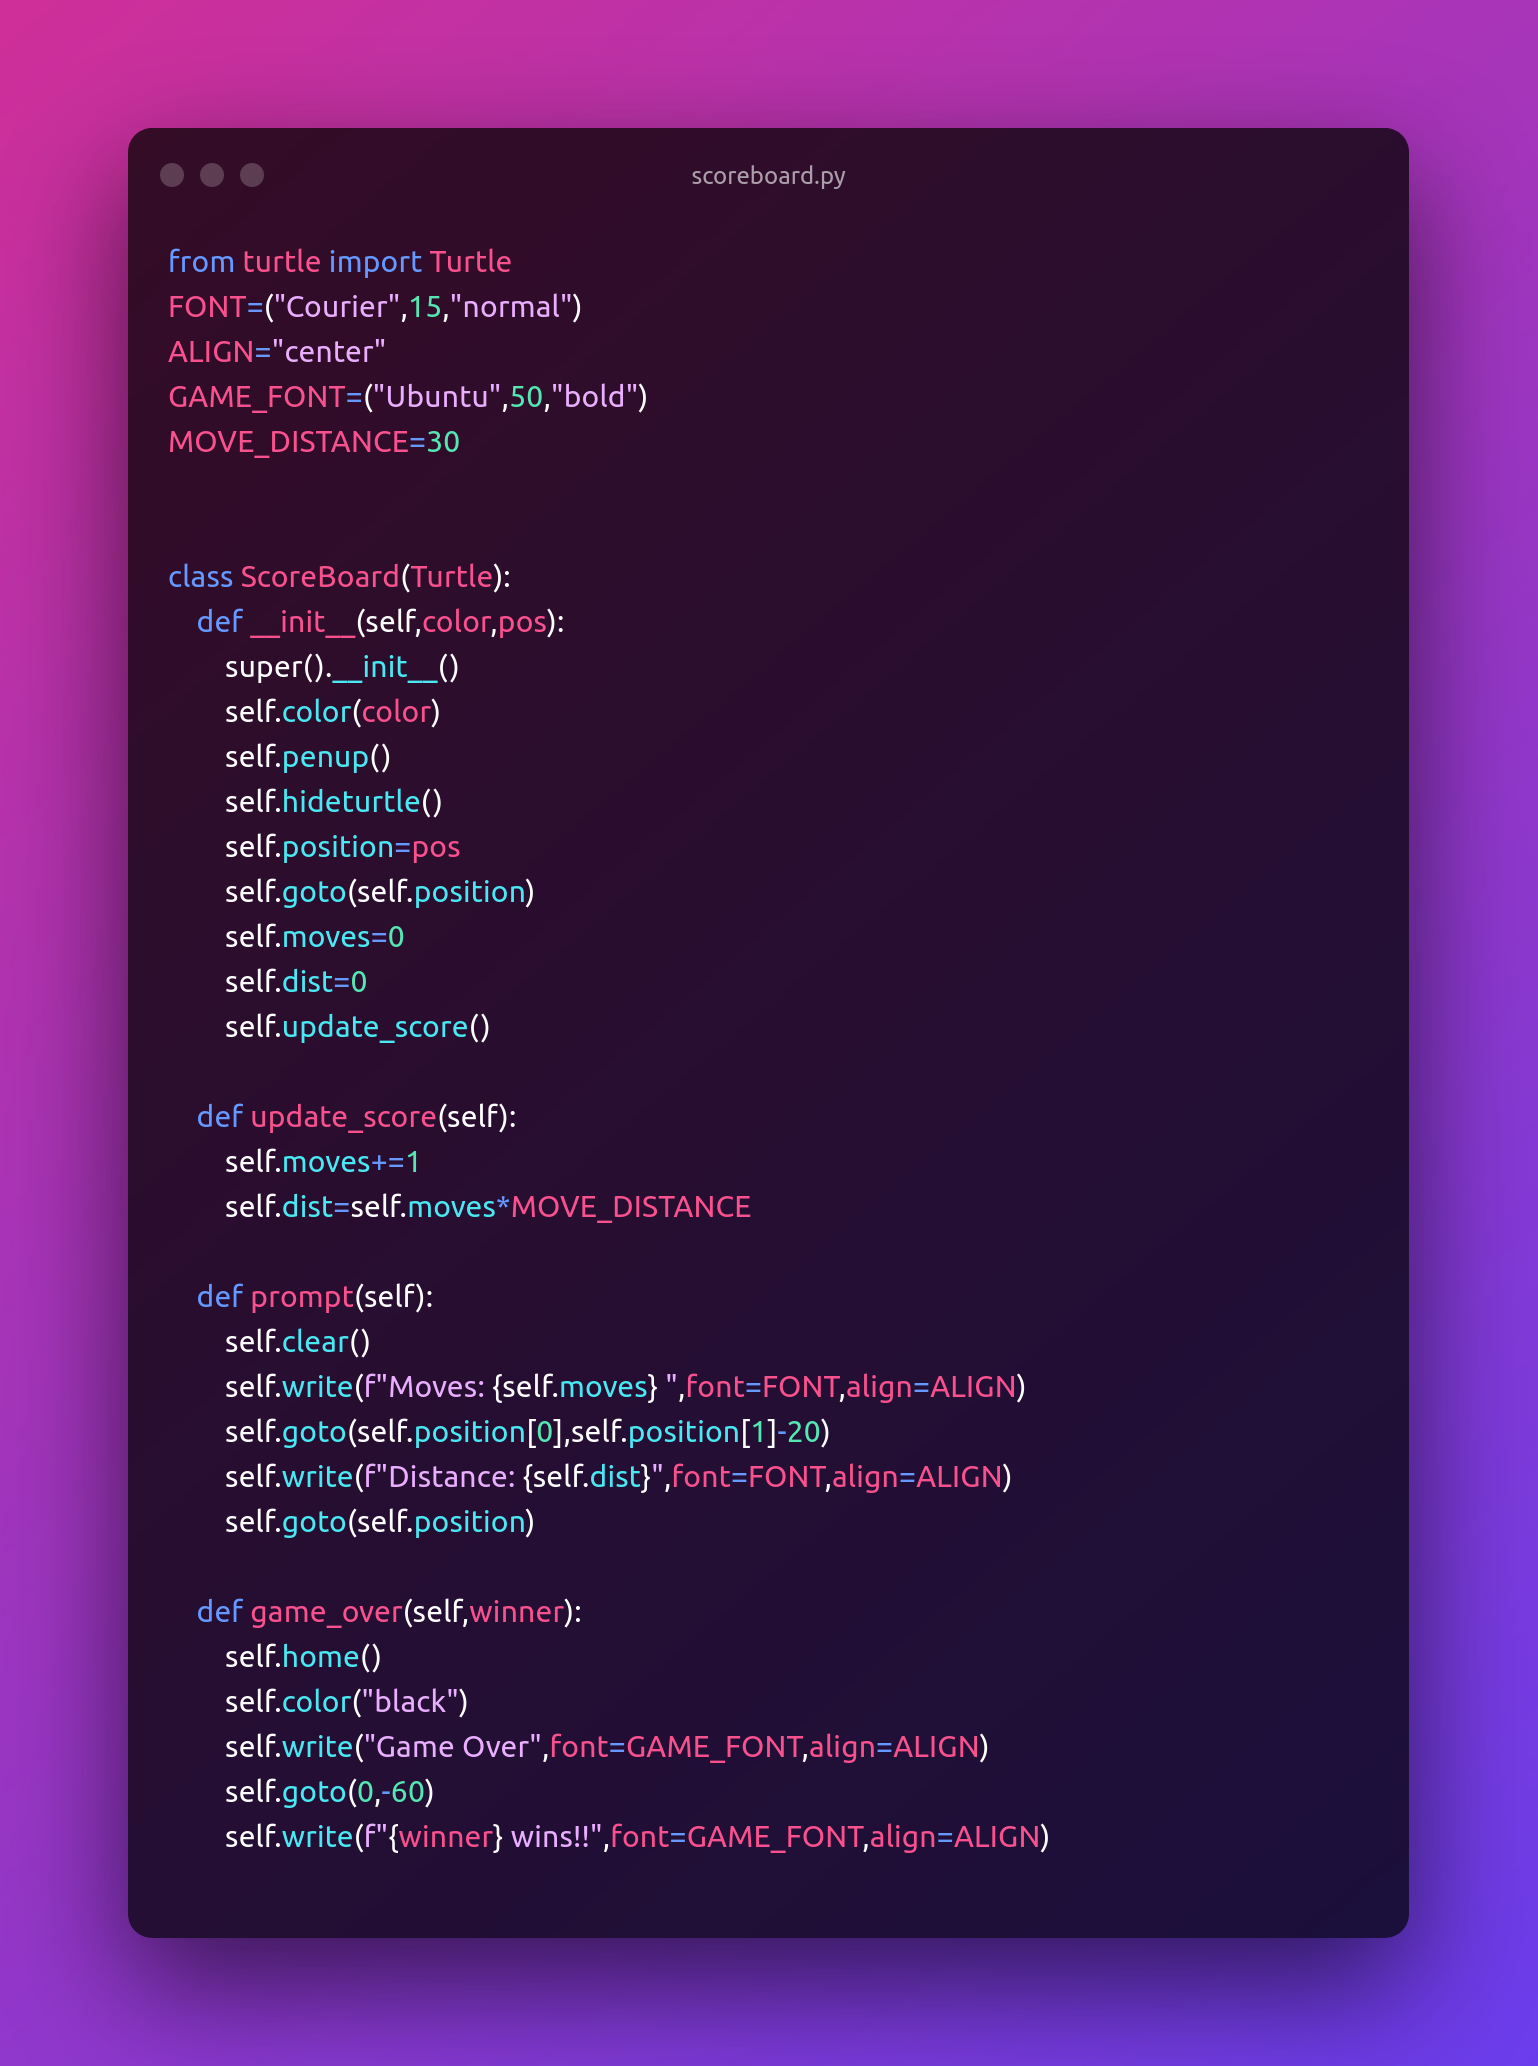 scoreboard.py
from turtle import Turtle
FONT=("Courier",15,"normal")
ALIGN="center"
GAME_FONT=("Ubuntu",50,"bold")
MOVE_DISTANCE=30
class ScoreBoard(Turtle):
    def __init__(self,color,pos):
        super().__init__()
        self.color(color)
        self.penup()
        self.hideturtle()
        self.position=pos
        self.goto(self.position)
        self.moves=0
        self.dist=0
        self.update_score()
    def update_score(self):
        self.moves+=1
        self.dist=self.moves*MOVE_DISTANCE
    def prompt(self):
        self.clear()
        self.write(f"Moves: {self.moves} ",font=FONT,align=ALIGN)
        self.goto(self.position[0],self.position[1]-20)
        self.write(f"Distance: {self.dist}",font=FONT,align=ALIGN)
        self.goto(self.position)
    def game_over(self,winner):
        self.home()
        self.color("black")
        self.write("Game Over",font=GAME_FONT,align=ALIGN)
        self.goto(0,-60)
        self.write(f"{winner} wins!!",font=GAME_FONT,align=ALIGN)